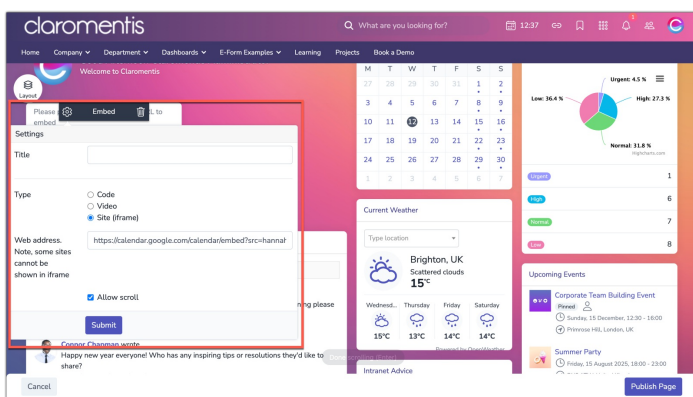 claromentis
What are you looking for?
12:37
1
Home
Company
Department
Dashboards
E-Form Examples
Learning
Projects
Book a Demo
Welcome to Claromentis
Layout
Please
L to
embed
Embed
Settings
Title
Type
Code
Video
Site (iframe)
Web address.
Note, some sites
cannot be
shown in iframe
https://calendar.google.com/calendar/embed?src=hannah
Allow scroll
Submit
ning please
Connor Chapman wrote
Happy new year everyone! Who has any inspiring tips or resolutions they'd like to
share?
Done scrolling (Enter)
M T W T F S S
27 28 29 30 31 1 2
3 4 5 6 7 8 9
10 11 12 13 14 15 16
17 18 19 20 21 22 23
24 25 26 27 28 29 30
1 2 3 4 5 6 7
Current Weather
Type location
Brighton, UK
Scattered clouds
15°C
Wednesd... Thursday Friday Saturday
15°C 13°C 14°C 14°C
Powered by OpenWeather
Intranet Advice
Urgent: 4.5 %
Low: 36.4 %
High: 27.3 %
Normal: 31.8 %
Highcharts.com
Urgent 1
High 6
Normal 7
Low 8
Upcoming Events
evo
Corporate Team Building Event
Pinned
Sunday, 15 December, 12:30 - 16:00
Primrose Hill, London, UK
Summer Party
Friday, 15 August 2025, 18:00 - 23:00
Cancel
Publish Page